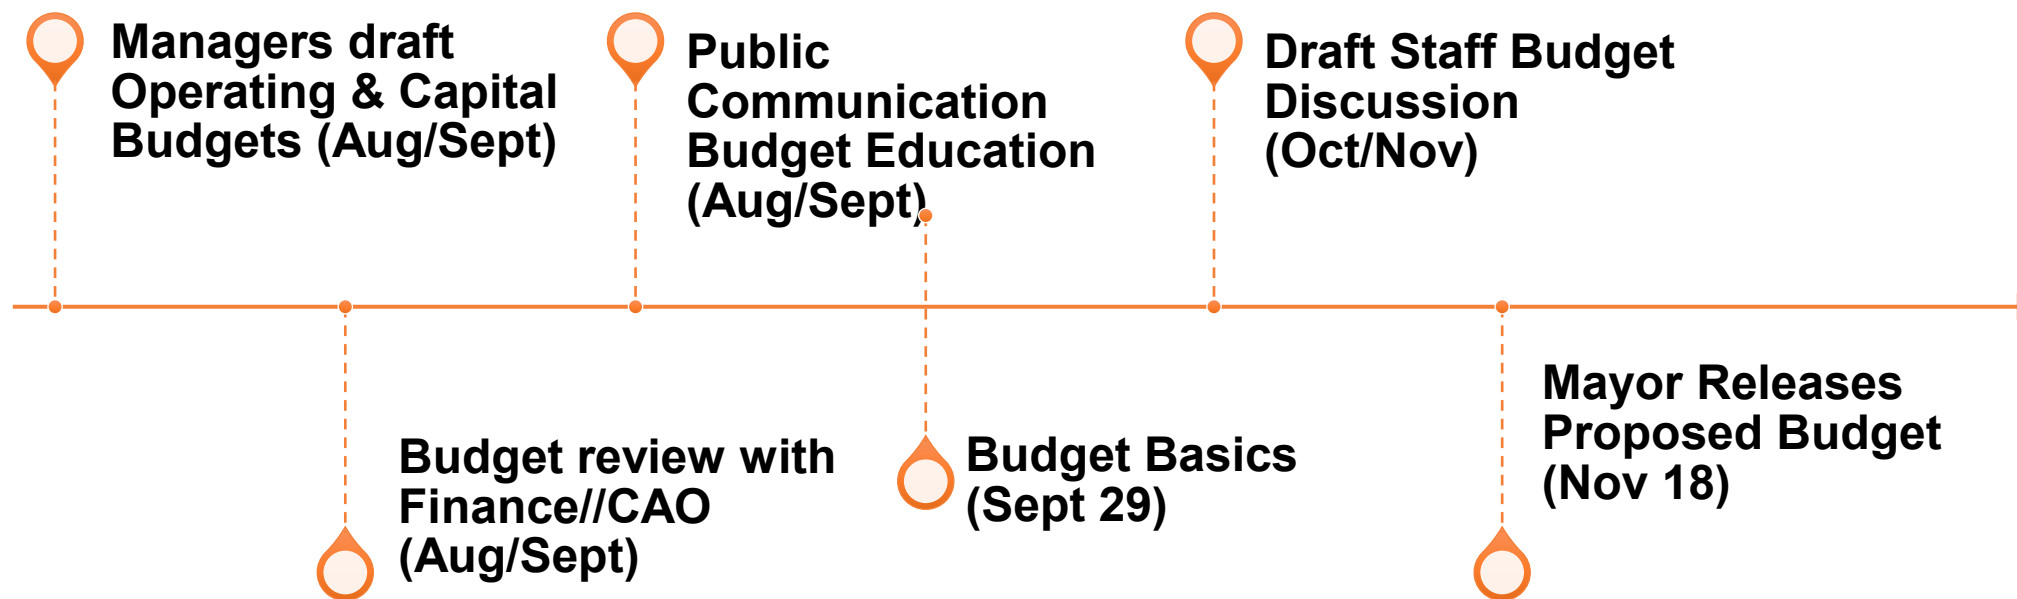 Managers draft
Operating & Capital
Budgets (Aug/Sept)
Public
Communication
Budget Education
(Aug/Sept)
Draft Staff Budget
Discussion
(Oct/Nov)
Budget review with
Finance//CAO
(Aug/Sept)
Budget Basics
(Sept 29)
Mayor Releases
Proposed Budget
(Nov 18)